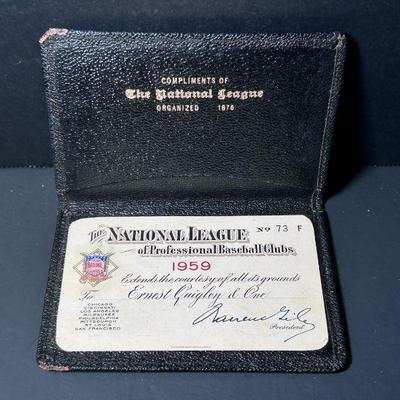 COMPLIMENTS OF
The National League
ORGANIZED 1876
The NATIONAL LEAGUE Nº 73 F
of Professional Baseball Clubs
1959
Extends the courtesy of all its grounds
To Ernest Quigley & One
CHICAGO
CINCINNATI
LOS ANGELES
MILWAUKEE
PHILADELPHIA
PITTSBURGH
ST. LOUIS
SAN FRANCISCO
Warren Giles
President